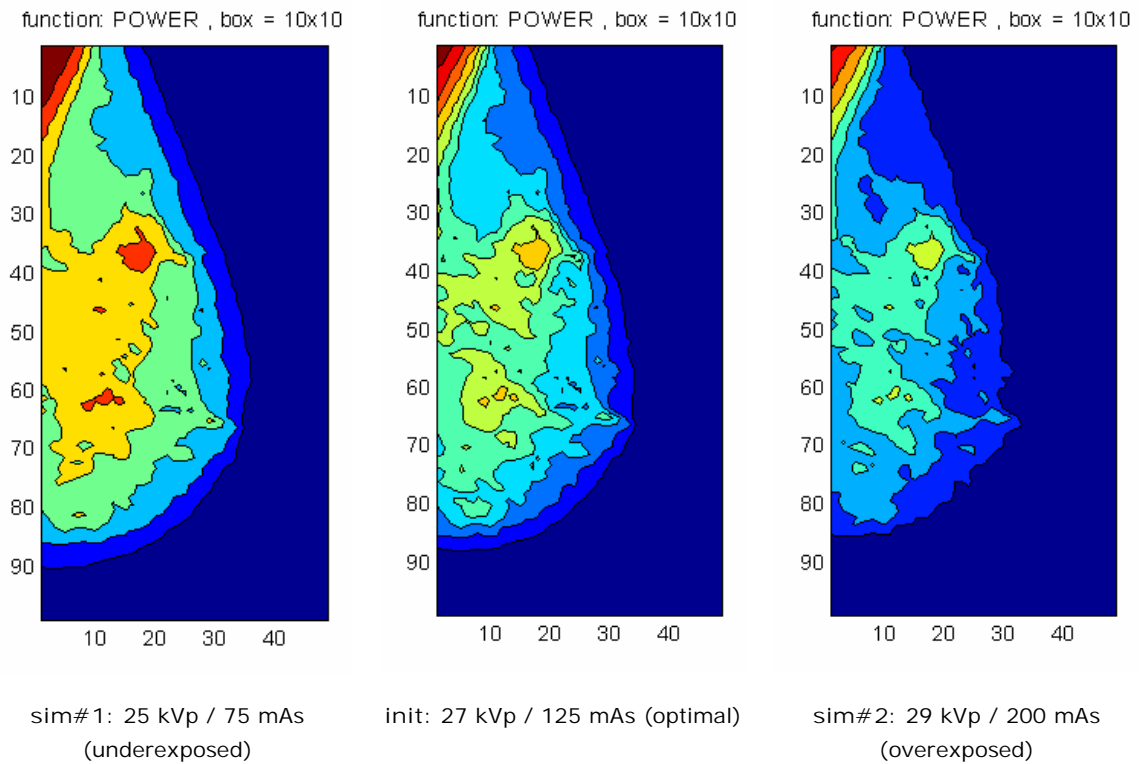 function: POWER , box = 10x10
function: POWER , box = 10x10
function: POWER , box = 10x10
10
20
30
40
50
60
70
80
90
10 20 30 40
10
20
30
40
50
60
70
80
90
10 20 30 40
10
20
30
40
50
60
70
80
90
10 20 30 40
sim#1: 25 kVp / 75 mAs
(underexposed)
init: 27 kVp / 125 mAs (optimal)
sim#2: 29 kVp / 200 mAs
(overexposed)